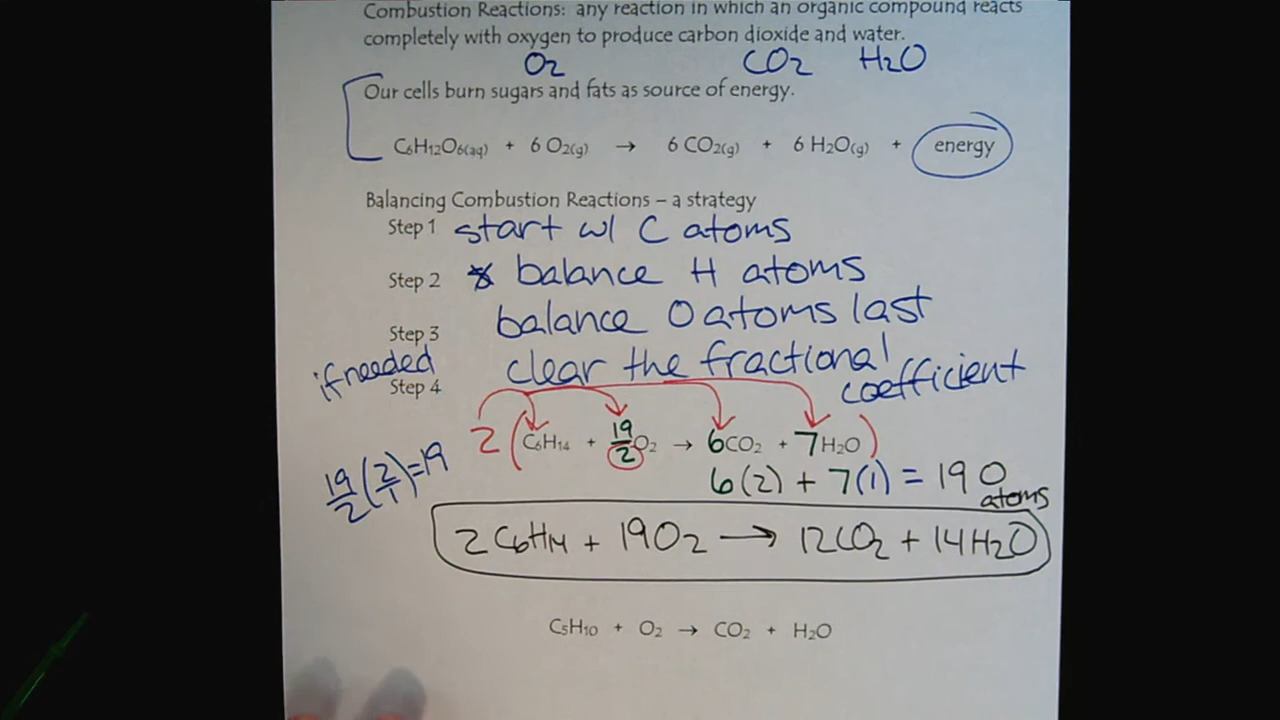 Combustion Reactions: any reaction in which an organic compound reacts
completely with oxygen to produce carbon dioxide and water.
O₂ CO₂ H₂O
Our cells burn sugars and fats as source of energy.
C₆H₁₂O₆(aq) + 6 O₂(g) → 6 CO₂(g) + 6 H₂O(g) + energy
Balancing Combustion Reactions – a strategy
Step 1 start w/ C atoms
Step 2 balance H atoms
Step 3 balance O atoms last
if needed
Step 4 clear the fractional coefficient
2 (C₆H₁₄ + 19/2 O₂ → 6CO₂ + 7H₂O)
19/2 (2/1) = 19
6(2) + 7(1) = 19 O atoms
2 C₆H₁₄ + 19O₂ → 12CO₂ + 14H₂O
C₅H₁₀ + O₂ → CO₂ + H₂O